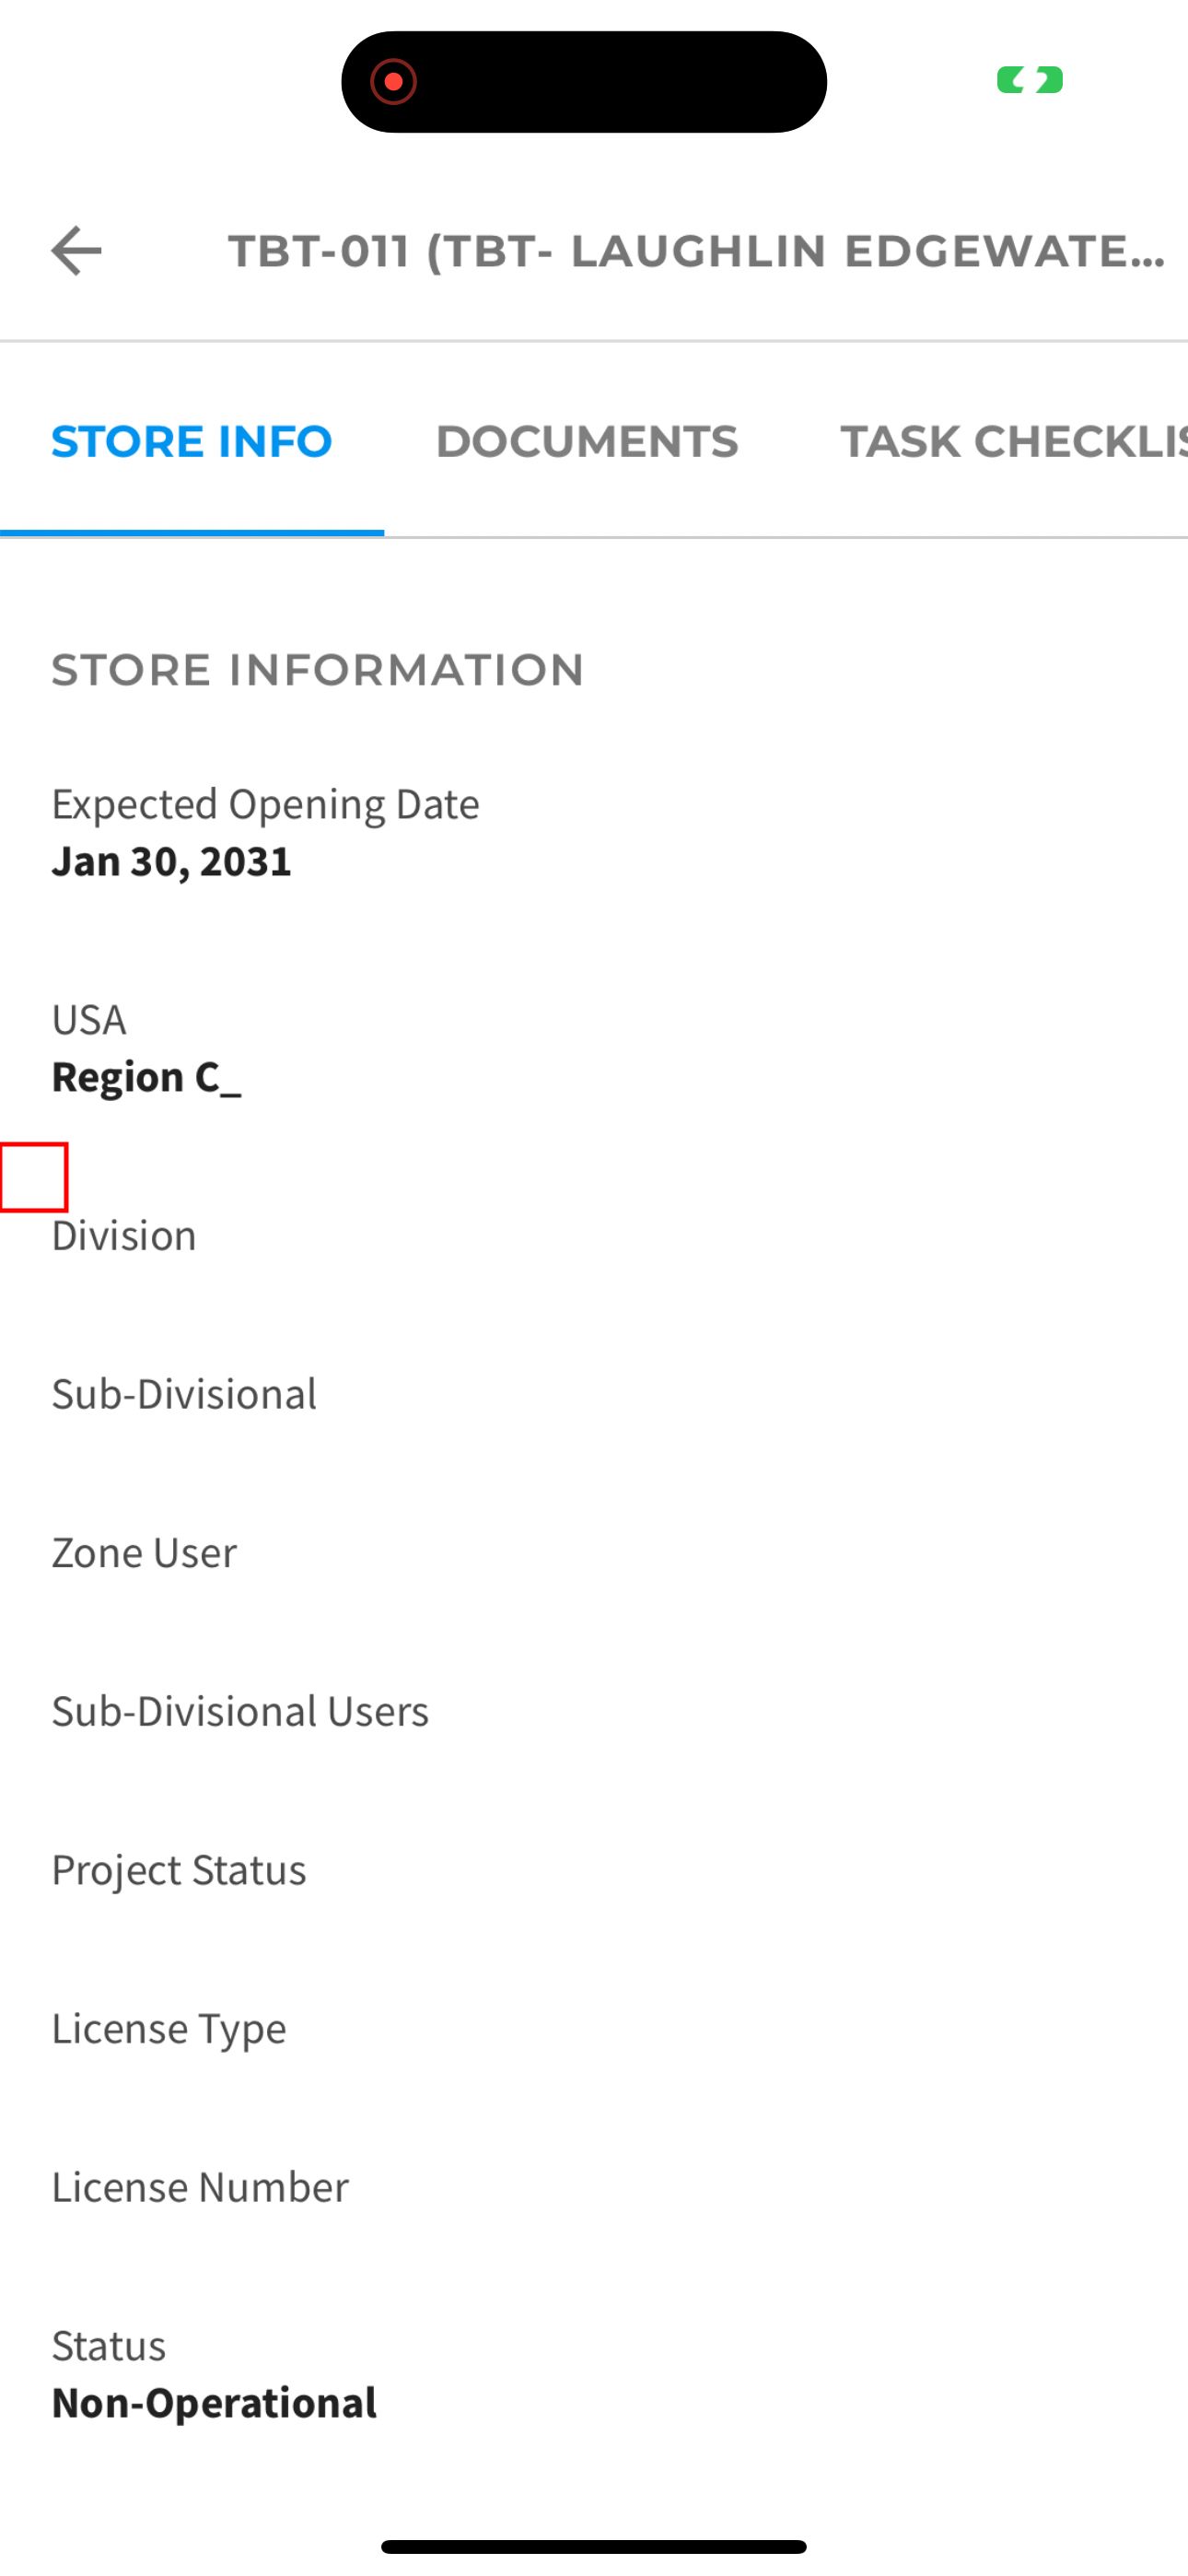 TBT-011 (TBT- LAUGHLIN EDGEWATE...
STORE INFO DOCUMENTS TASK CHECKLIS
STORE INFORMATION
Expected Opening Date
Jan 30, 2031
USA
Region C_
Division
Sub-Divisional
Zone User
Sub-Divisional Users
Project Status
License Type
License Number
Status
Non-Operational